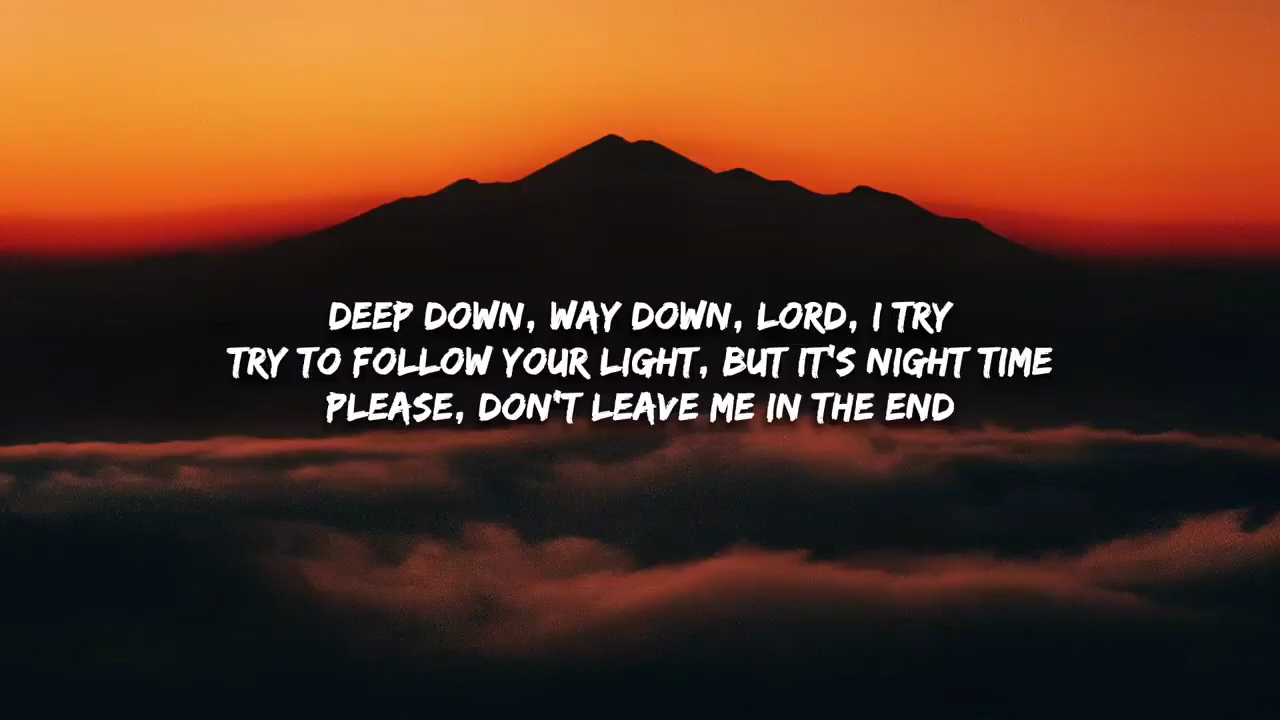 DEEP DOWN, WAY DOWN, LORD, I TRY
TRY TO FOLLOW YOUR LIGHT, BUT IT'S NIGHT TIME
PLEASE, DON'T LEAVE ME IN THE END